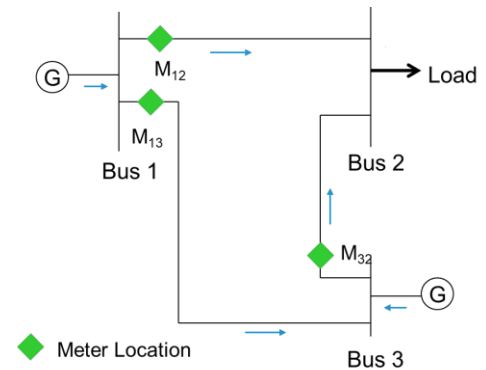 G
M12
Load
M13
Bus 1
Bus 2
M32
G
Meter Location
Bus 3